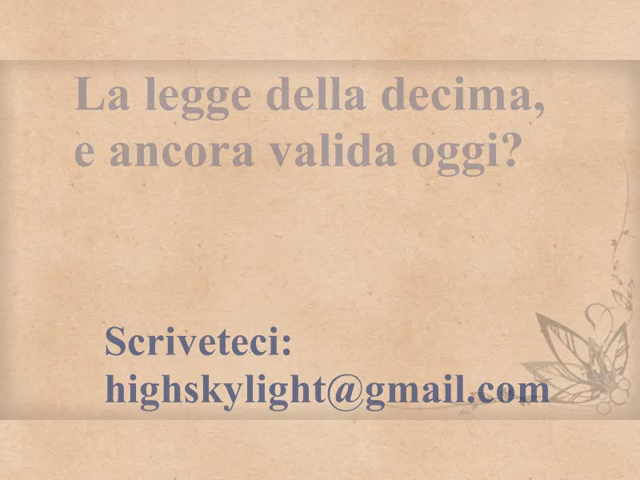 La legge della decima,
e ancora valida oggi?
Scriveteci:
highskylight@gmail.com